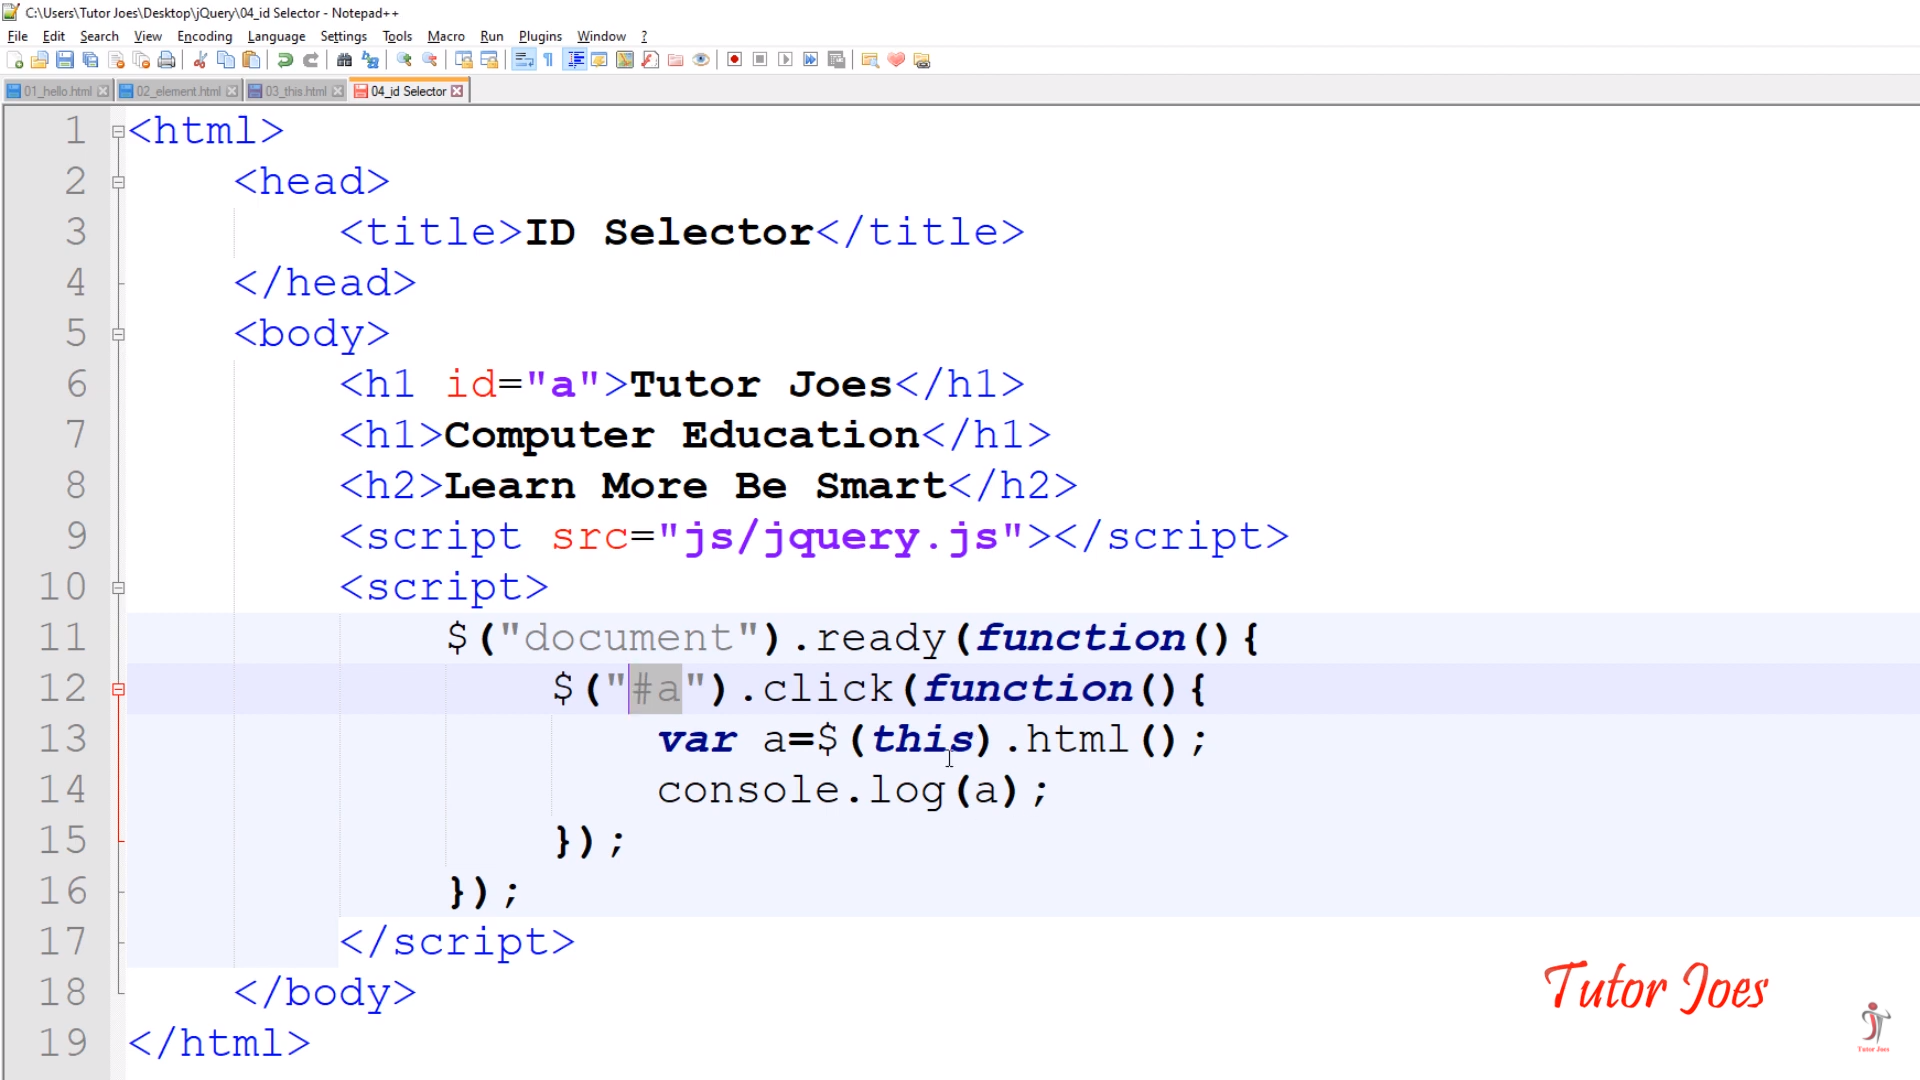 C:\Users\Tutor Joes\Desktop\jQuery\04_id Selector - Notepad++
File Edit Search View Encoding Language Settings Tools Macro Run Plugins Window ?
01_hello.html 02_element.html 03_this.html 04_id Selector
1 <html>
2 <head>
3 <title>ID Selector</title>
4 </head>
5 <body>
6 <h1 id="a">Tutor Joes</h1>
7 <h1>Computer Education</h1>
8 <h2>Learn More Be Smart</h2>
9 <script src="js/jquery.js"></script>
10 <script>
11 $("document").ready(function(){
12 $("#a").click(function(){
13 var a=$(this).html();
14 console.log(a);
15 });
16 });
17 </script>
18 </body>
19 </html>
Tutor Joes
Tutor Joes